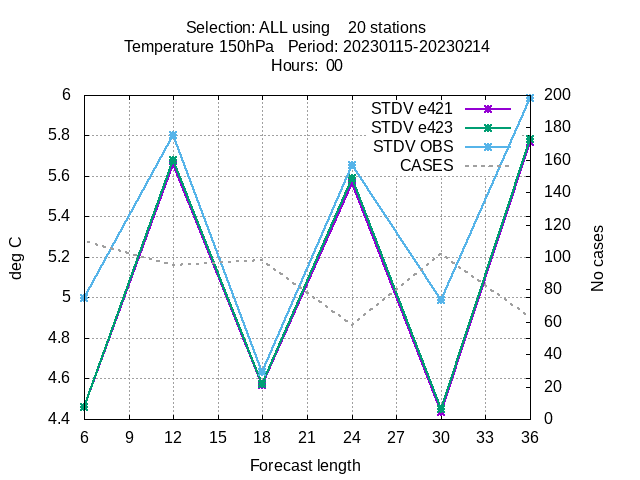 Selection: ALL using    20 stations
Temperature 150hPa   Period: 20230115-20230214
Hours:  00
STDV e421
STDV e423
STDV OBS
CASES
6
5.8
5.6
5.4
5.2
5
4.8
4.6
4.4
deg C
200
180
160
140
120
100
80
60
40
20
0
No cases
6 9 12 15 18 21 24 27 30 33 36
Forecast length